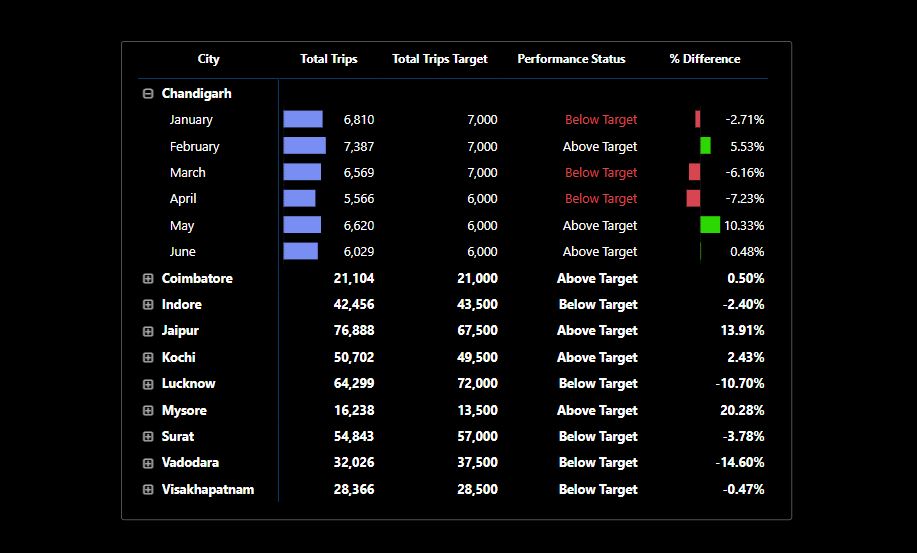 City Total Trips Total Trips Target Performance Status % Difference
Chandigarh
January 6,810 7,000 Below Target -2.71%
February 7,387 7,000 Above Target 5.53%
March 6,569 7,000 Below Target -6.16%
April 5,566 6,000 Below Target -7.23%
May 6,620 6,000 Above Target 10.33%
June 6,029 6,000 Above Target 0.48%
Coimbatore 21,104 21,000 Above Target 0.50%
Indore 42,456 43,500 Below Target -2.40%
Jaipur 76,888 67,500 Above Target 13.91%
Kochi 50,702 49,500 Above Target 2.43%
Lucknow 64,299 72,000 Below Target -10.70%
Mysore 16,238 13,500 Above Target 20.28%
Surat 54,843 57,000 Below Target -3.78%
Vadodara 32,026 37,500 Below Target -14.60%
Visakhapatnam 28,366 28,500 Below Target -0.47%